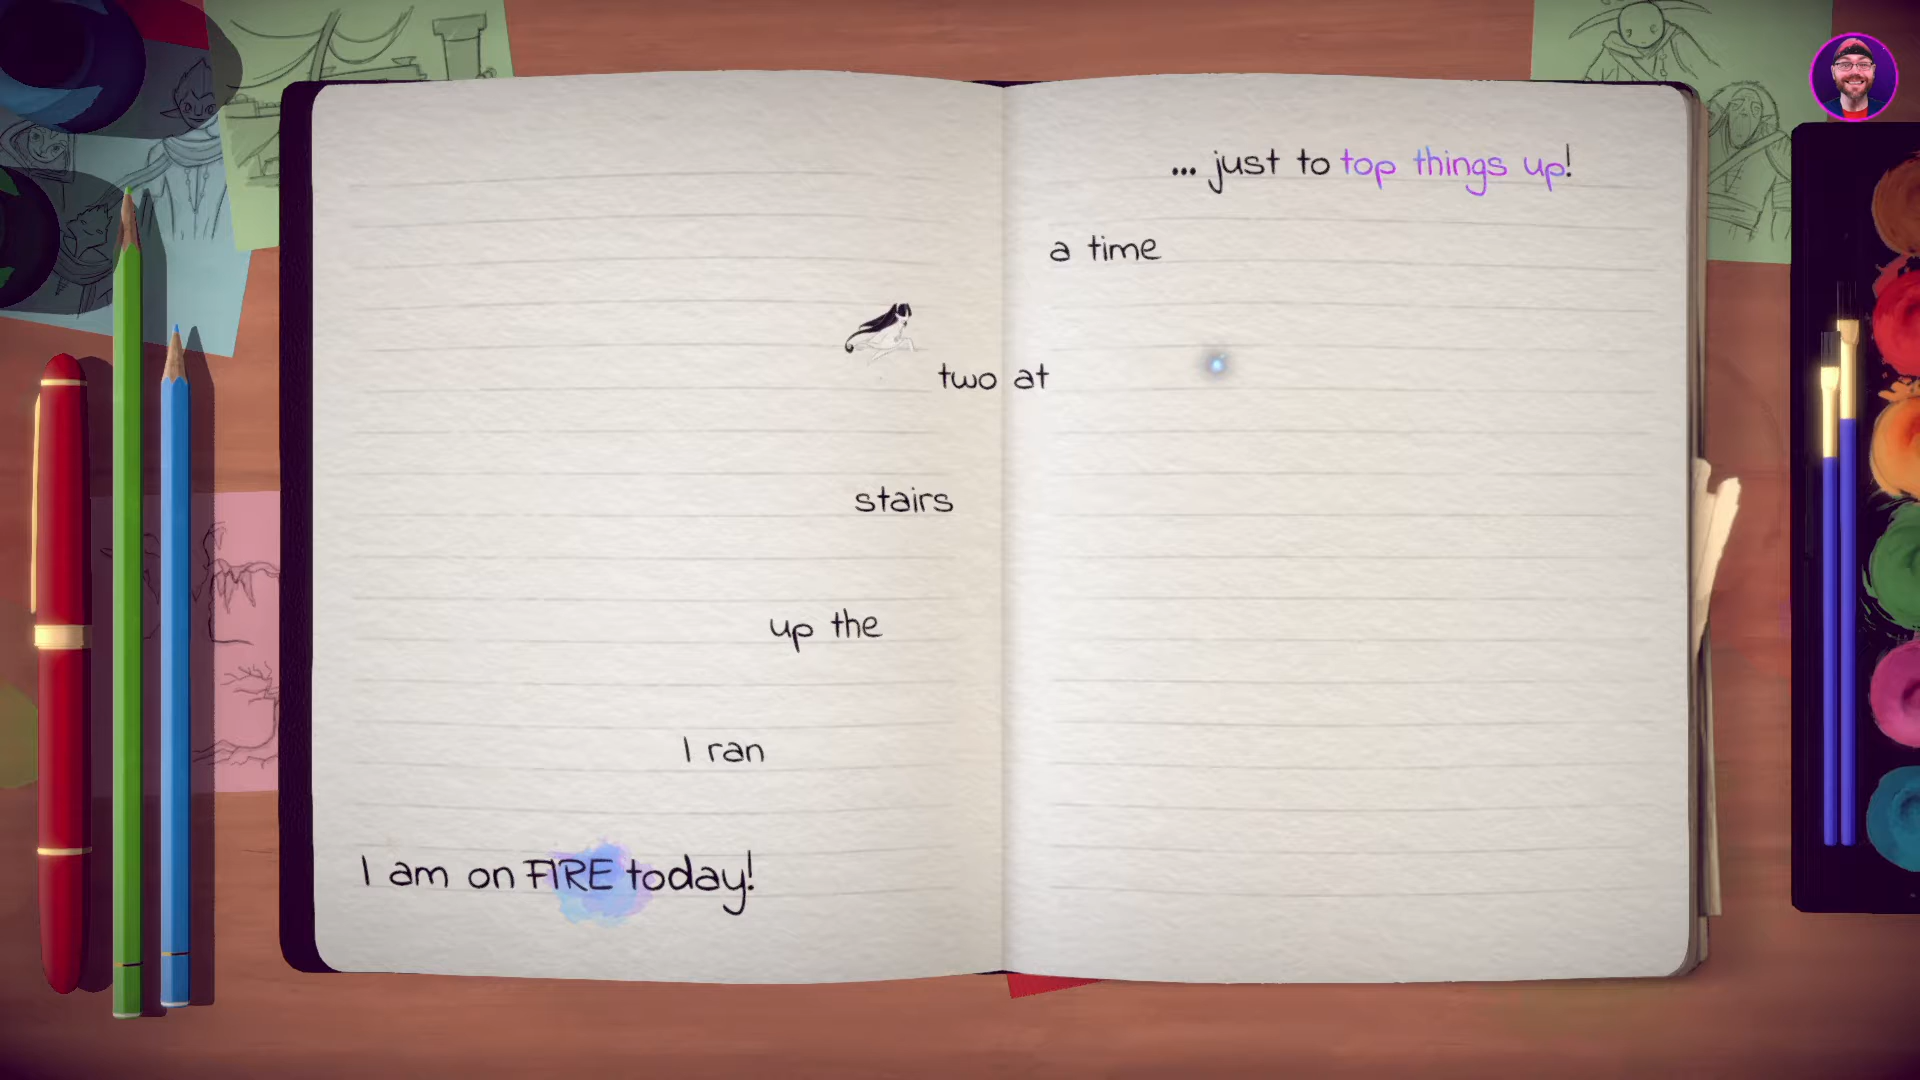 I am on FIRE today!
I ran
up the
stairs
two at
a time
... just to top things up!